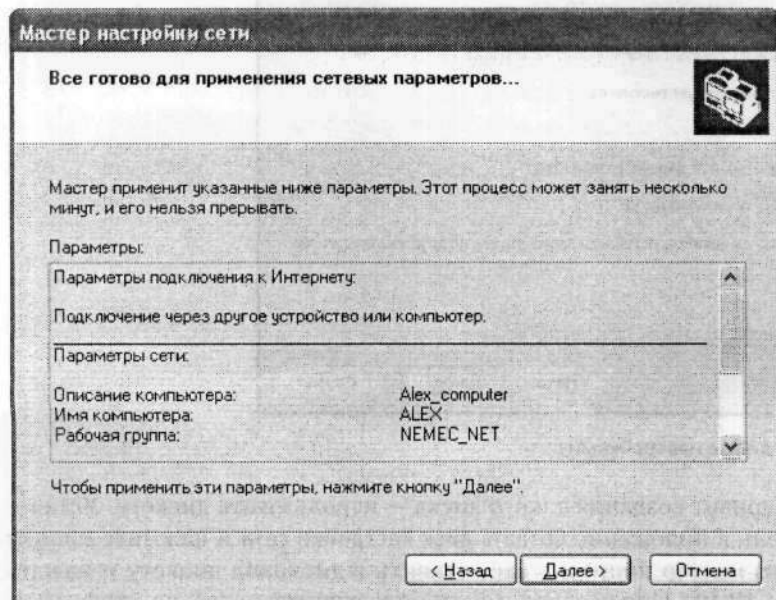 Мастер настройки сети
Все готово для применения сетевых параметров...
Мастер применит указанные ниже параметры. Этот процесс может занять несколько
минут, и его нельзя прерывать.
Параметры:
Параметры подключения к Интернету:
Подключение через другое устройство или компьютер.
Параметры сети:
Описание компьютера: Alex_computer
Имя компьютера: ALEX
Рабочая группа: NEMEC_NET
Чтобы применить эти параметры, нажмите кнопку "Далее".
< Назад Далее > Отмена